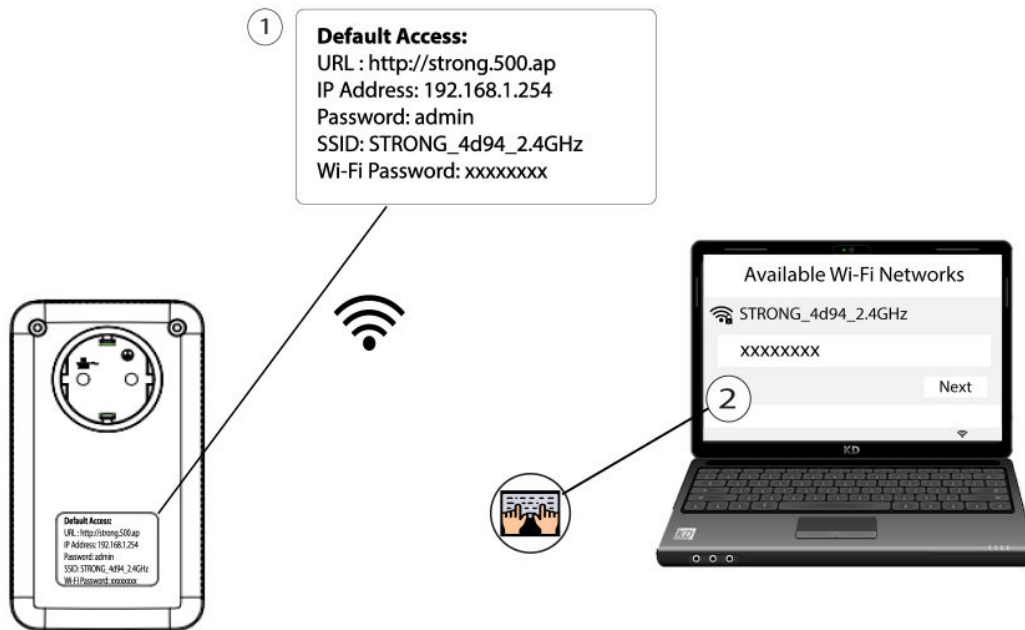 1
Default Access:
URL : http://strong.500.ap
IP Address: 192.168.1.254
Password: admin
SSID: STRONG_4d94_2.4GHz
Wi-Fi Password: xxxxxxxx
Available Wi-Fi Networks
STRONG_4d94_2.4GHz
xxxxxxxx
Next
2
KD
KD
Default Access:
URL : http://strong.500.ap
IP Address: 192.168.1.254
Password: admin
SSID: STRONG_4d94_2.4GHz
Wi-Fi Password: xxxxxxxx